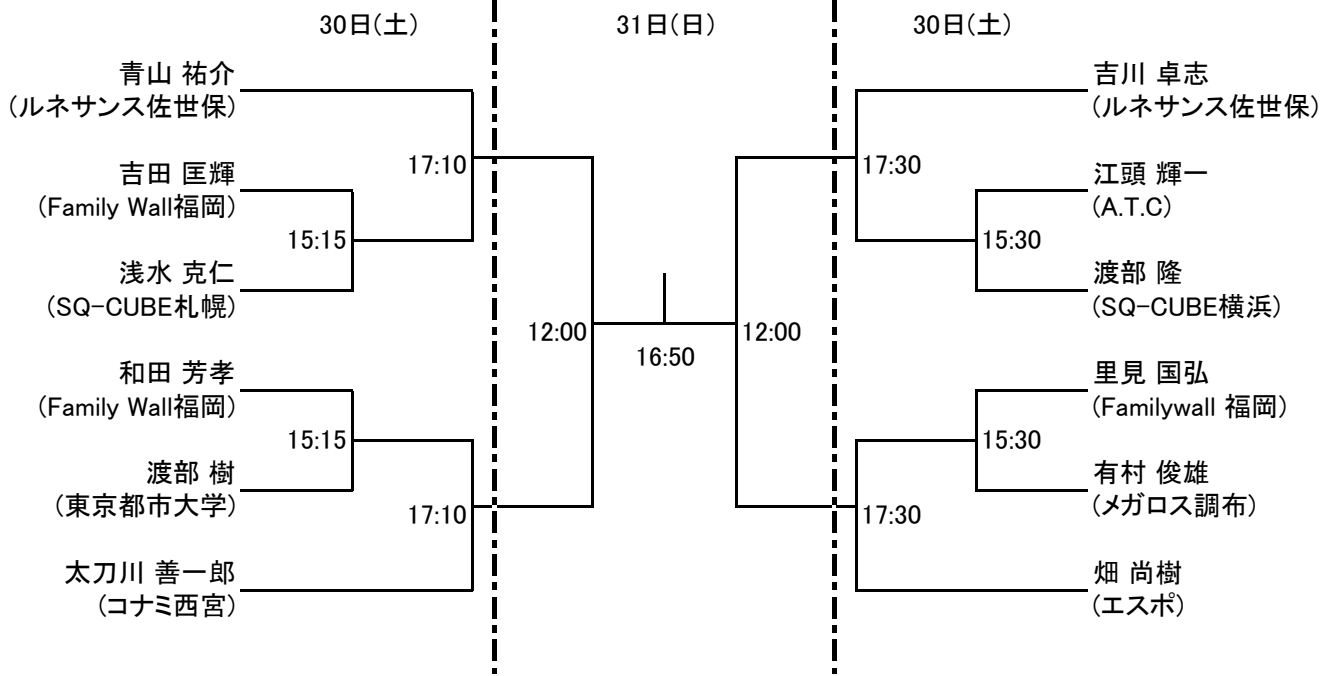 30日(土)
31日(日)
30日(土)
青山 祐介
(ルネサンス佐世保)
17:10
吉田 匡輝
(Family Wall福岡)
15:15
浅水 克仁
(SQ-CUBE札幌)
12:00
和田 芳孝
(Family Wall福岡)
15:15
渡部 樹
(東京都市大学)
17:10
太刀川 善一郎
(コナミ西宮)
16:50
吉川 卓志
(ルネサンス佐世保)
17:30
江頭 輝一
(A.T.C)
15:30
渡部 隆
(SQ-CUBE横浜)
12:00
里見 国弘
(Familywall 福岡)
15:30
有村 俊雄
(メガロス調布)
17:30
畑 尚樹
(エスポ)